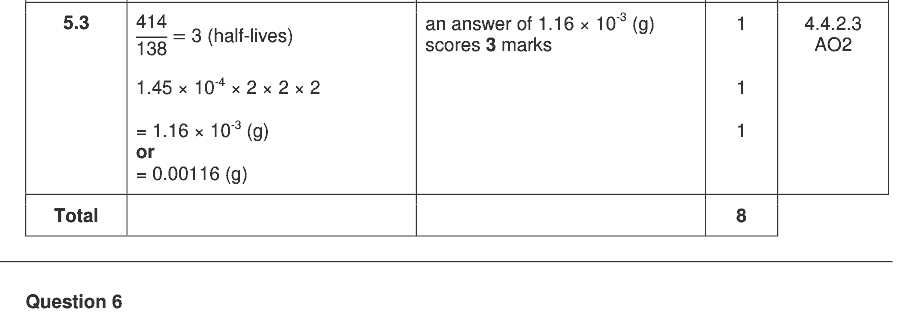 5.3
414
138
= 3 (half-lives)
an answer of 1.16 × 10⁻³ (g)
scores 3 marks
1
4.4.2.3
AO2
1.45 × 10⁻⁴ × 2 × 2 × 2
1
= 1.16 × 10⁻³ (g)
1
or
= 0.00116 (g)
Total
8
Question 6